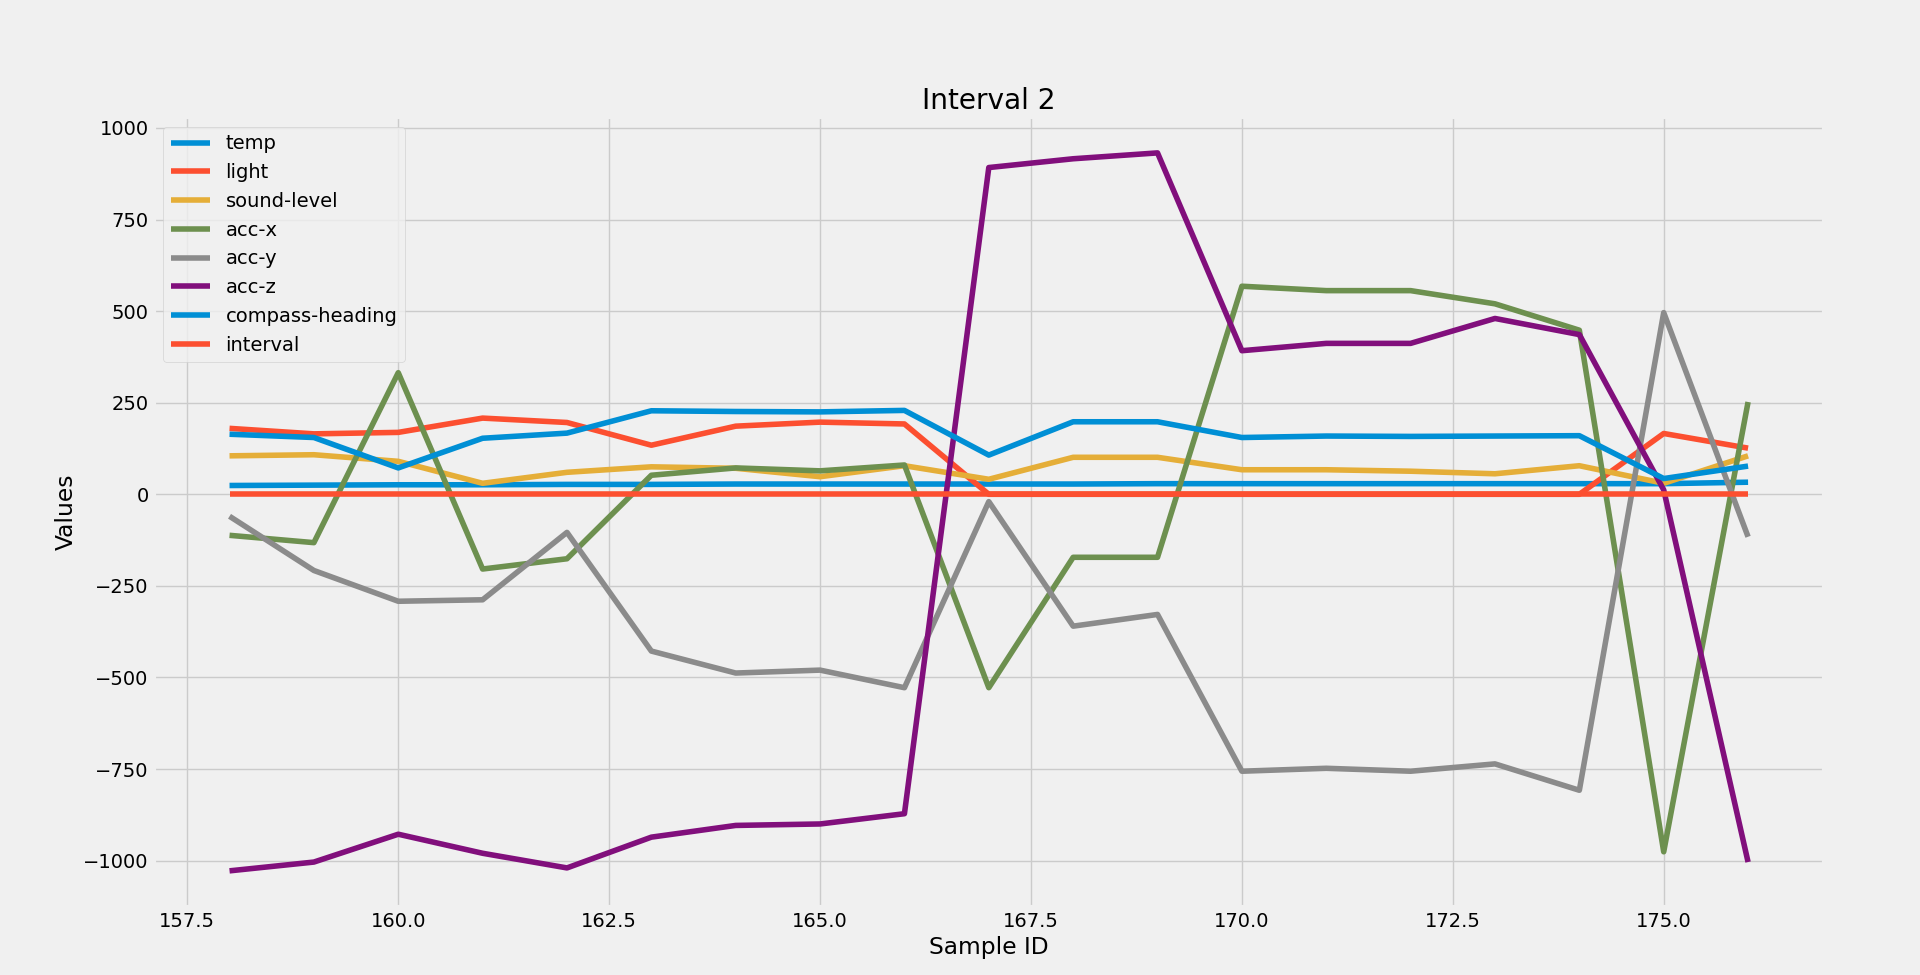 Interval 2
temp
light
sound-level
acc-x
acc-y
acc-z
compass-heading
interval
1000
750
500
250
0
−250
−500
−750
−1000
Values
157.5 160.0 162.5 165.0 167.5 170.0 172.5 175.0
Sample ID